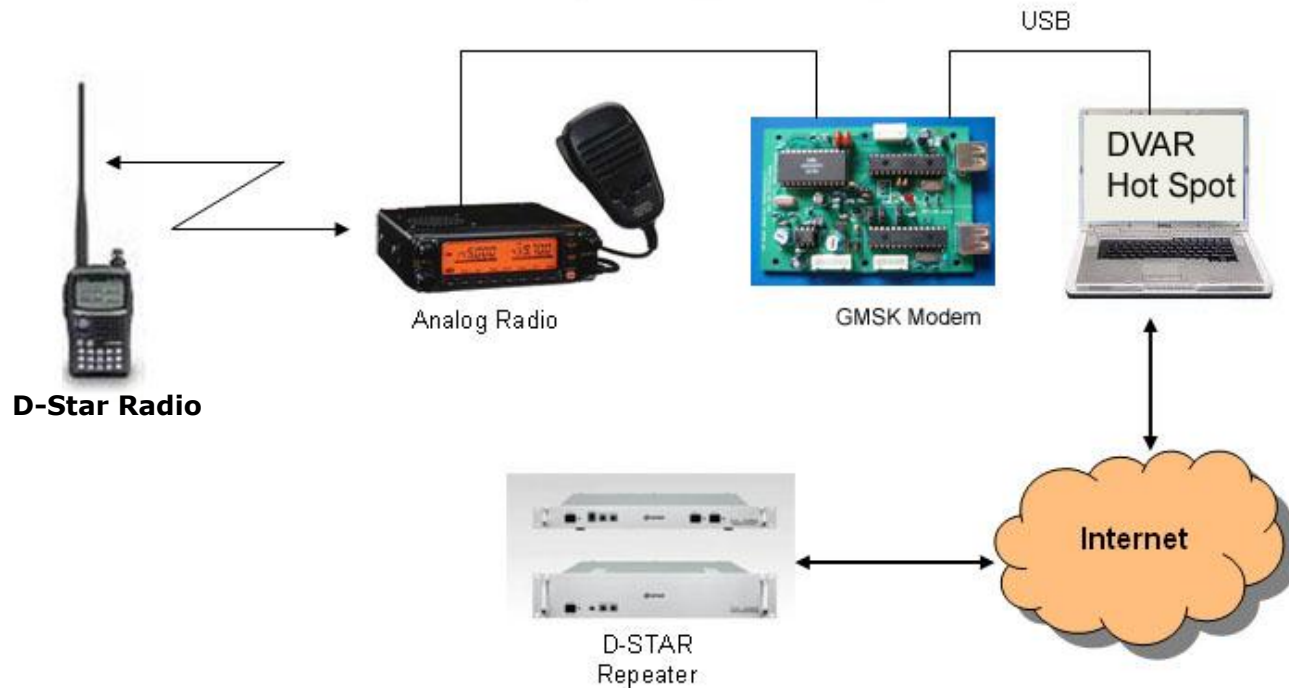 USB
DVAR
Hot Spot
Analog Radio
GMSK Modem
D-Star Radio
Internet
D-STAR
Repeater